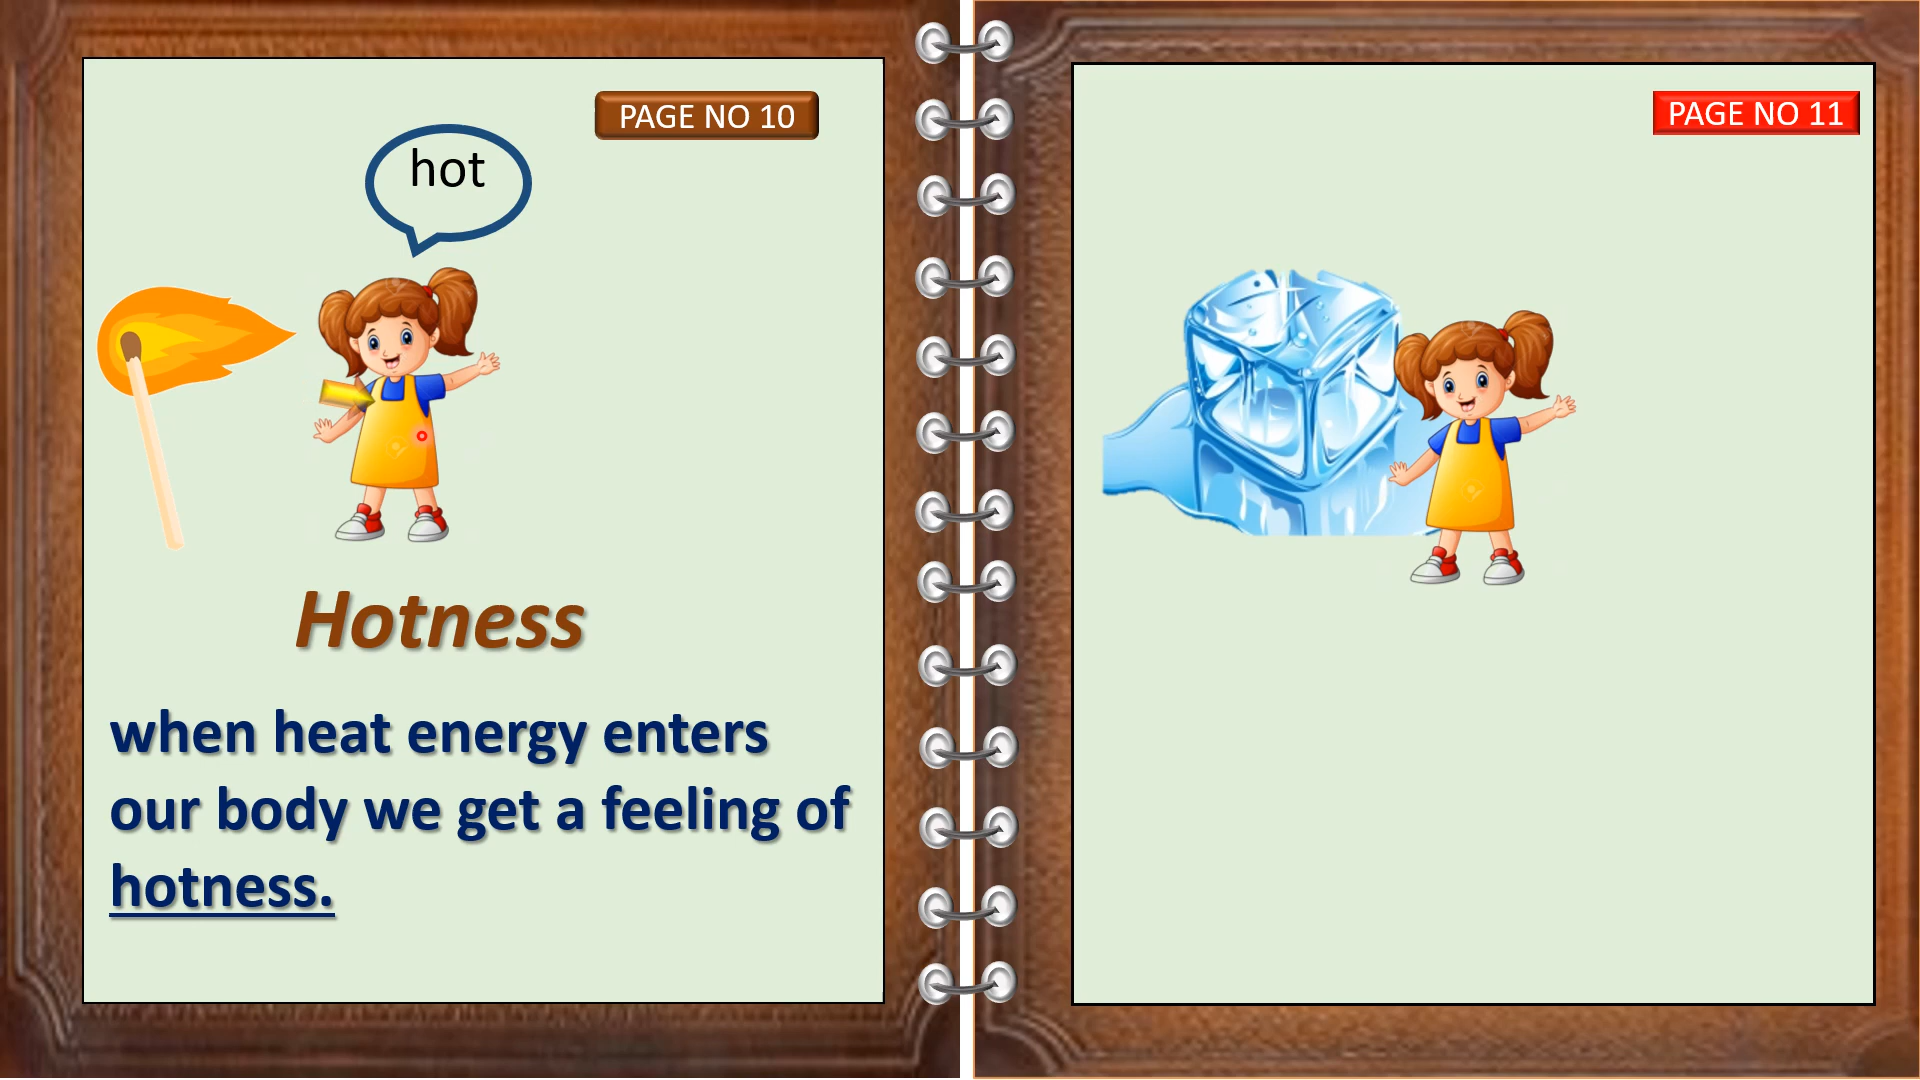 PAGE NO 10
hot
Hotness
when heat energy enters
our body we get a feeling of
hotness.
PAGE NO 11